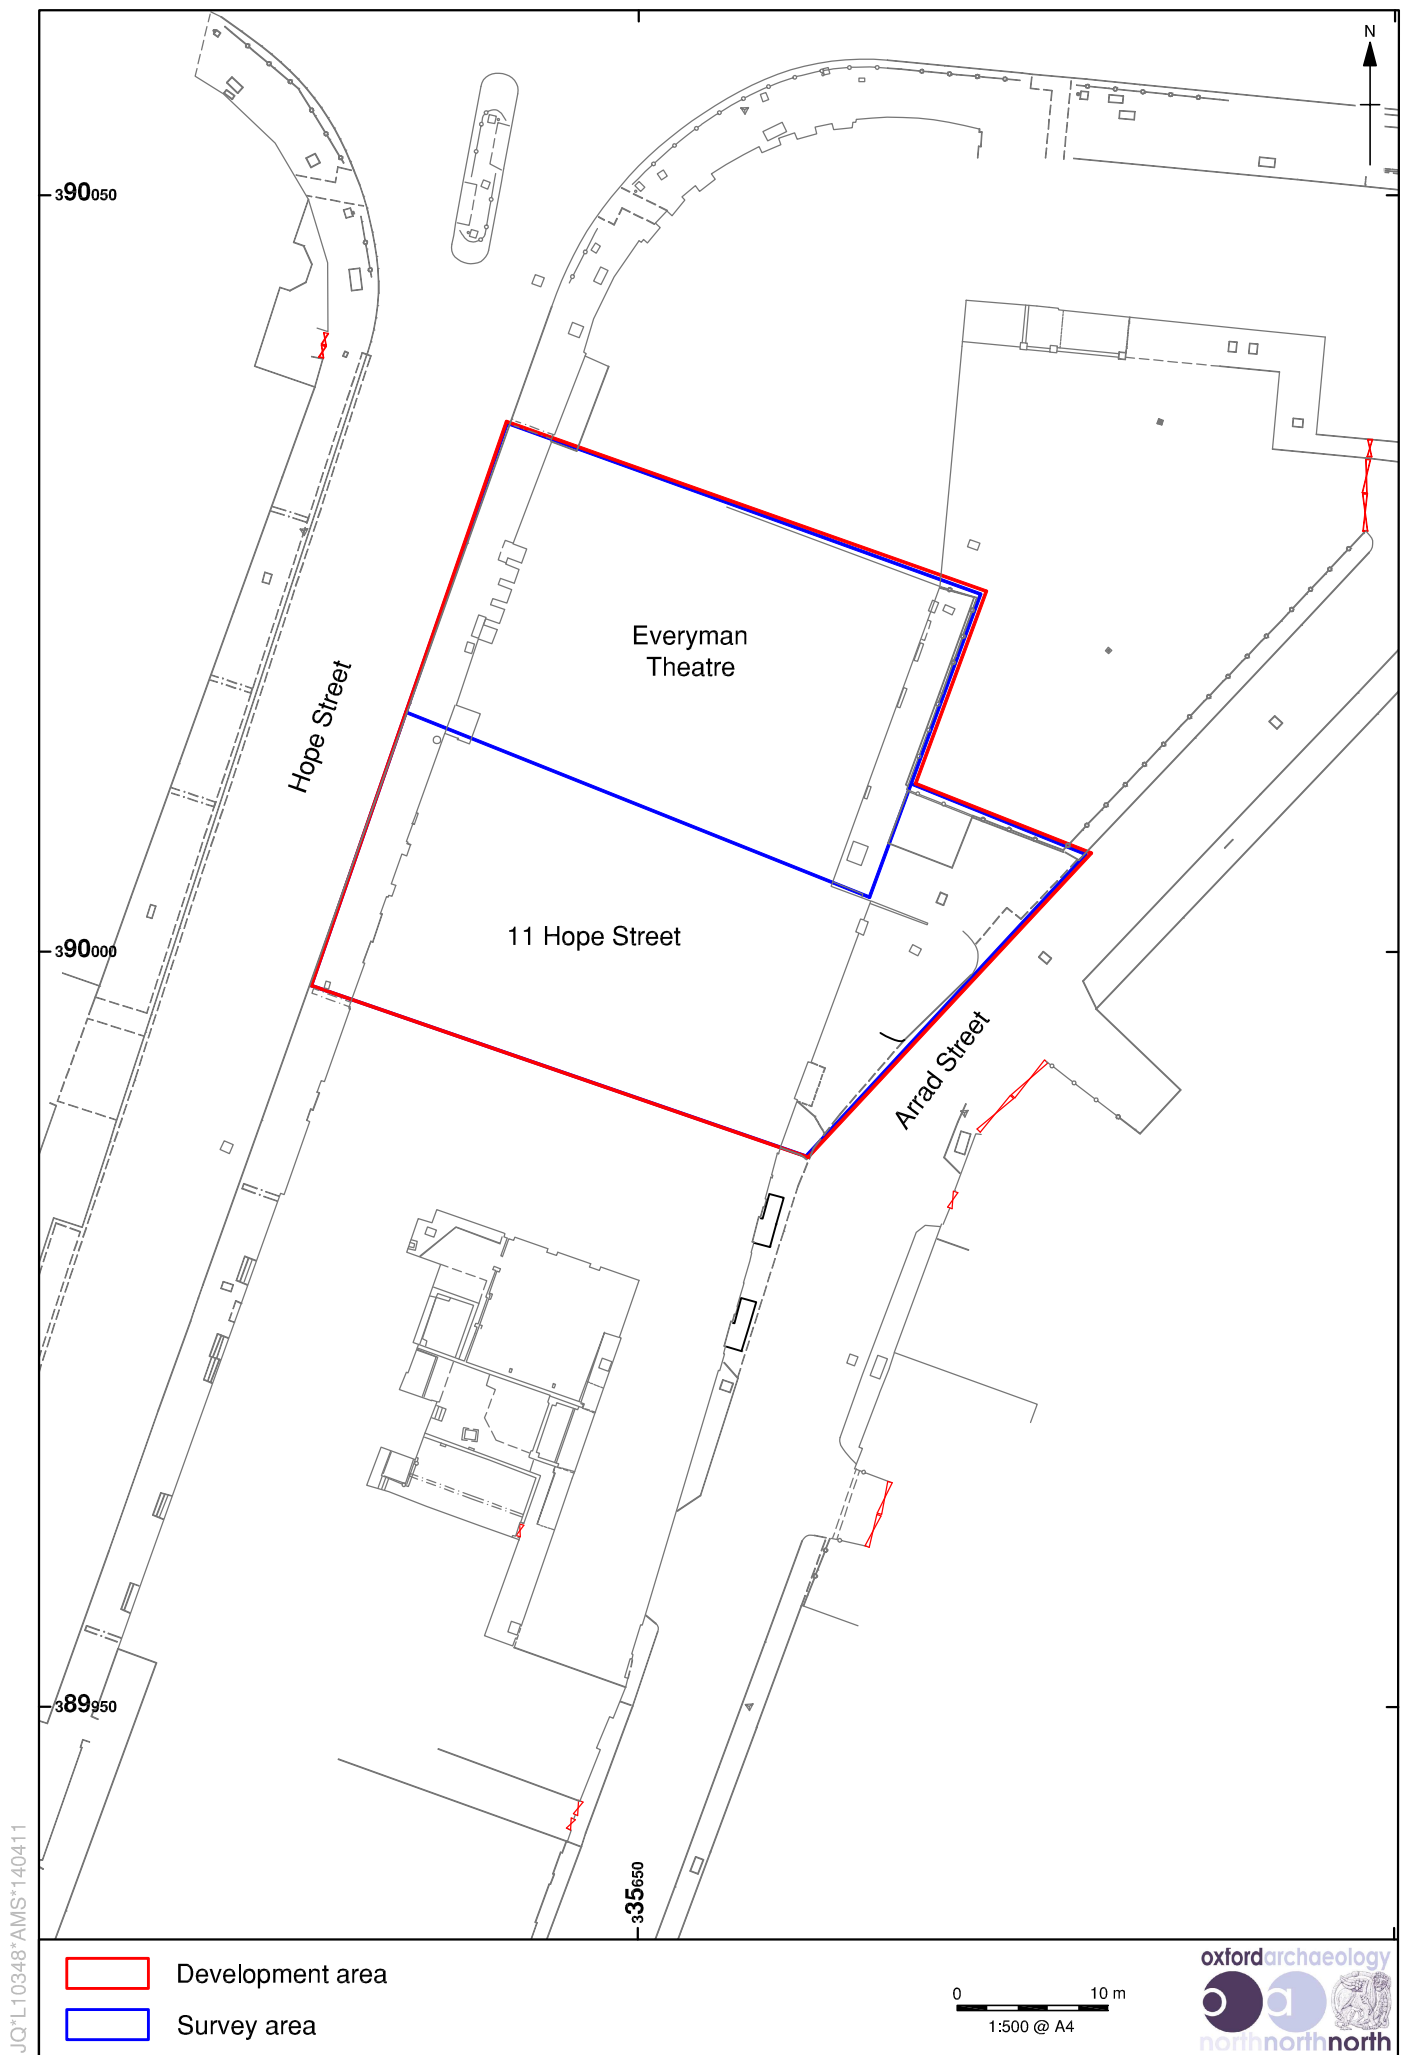 N
390050
Everyman
Theatre
Hope Street
11 Hope Street
390000
Arrad Street
389950
335650
JQ*L10348*AMS*140411
Development area
Survey area
0 10 m
1:500 @ A4
oxfordarchaeology
oa
northnorthnorth